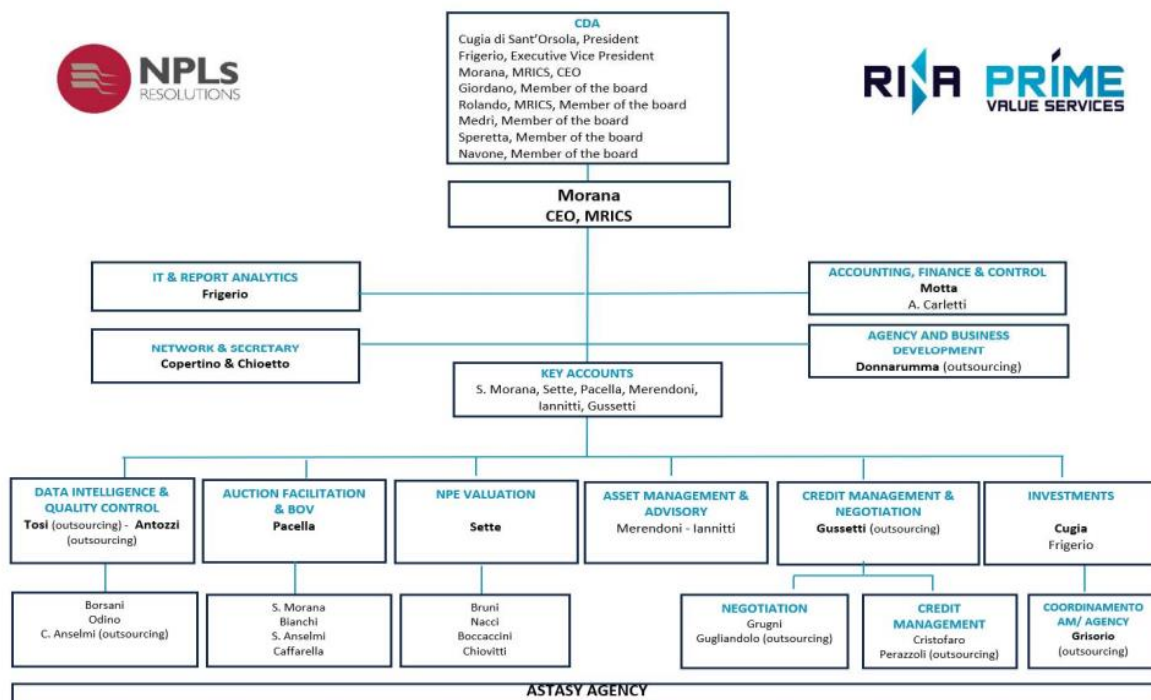 NPLs
RESOLUTIONS
CDA
Cugia di Sant'Orsola, President
Frigerio, Executive Vice President
Morana, MRICS, CEO
Giordano, Member of the board
Rolando, MRICS, Member of the board
Medri, Member of the board
Speretta, Member of the board
Navone, Member of the board
RINA PRIME
VALUE SERVICES
Morana
CEO, MRICS
IT & REPORT ANALYTICS
Frigerio
ACCOUNTING, FINANCE & CONTROL
Motta
A. Carletti
NETWORK & SECRETARY
Copertino & Chioetto
AGENCY AND BUSINESS
DEVELOPMENT
Donnarumma (outsourcing)
KEY ACCOUNTS
S. Morana, Sette, Pacella, Merendoni,
Iannitti, Gussetti
DATA INTELLIGENCE &
QUALITY CONTROL
Tosi (outsourcing) - Antozzi
(outsourcing)
AUCTION FACILITATION
& BOV
Pacella
NPE VALUATION
Sette
ASSET MANAGEMENT &
ADVISORY
Merendoni - Iannitti
CREDIT MANAGEMENT &
NEGOTIATION
Gussetti (outsourcing)
INVESTMENTS
Cugia
Frigerio
Borsani
Odino
C. Anselmi (outsourcing)
S. Morana
Bianchi
S. Anselmi
Caffarella
Bruni
Nacci
Boccaccini
Chiovitti
NEGOTIATION
Grugni
Gugliandolo (outsourcing)
CREDIT
MANAGEMENT
Cristofaro
Perazzoli (outsourcing)
COORDINAMENTO
AM/ AGENCY
Grisorio
(outsourcing)
ASTASY AGENCY